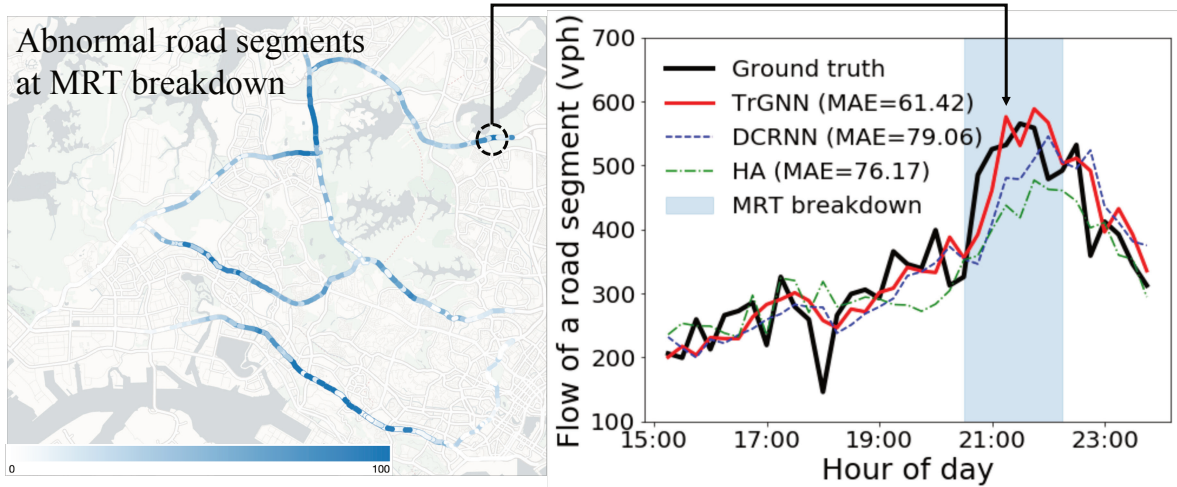 Abnormal road segments
at MRT breakdown
0
100
Flow of a road segment (vph)
700
600
500
400
300
200
100
Ground truth
TrGNN (MAE=61.42)
DCRNN (MAE=79.06)
HA (MAE=76.17)
MRT breakdown
15:00
17:00
19:00
21:00
23:00
Hour of day